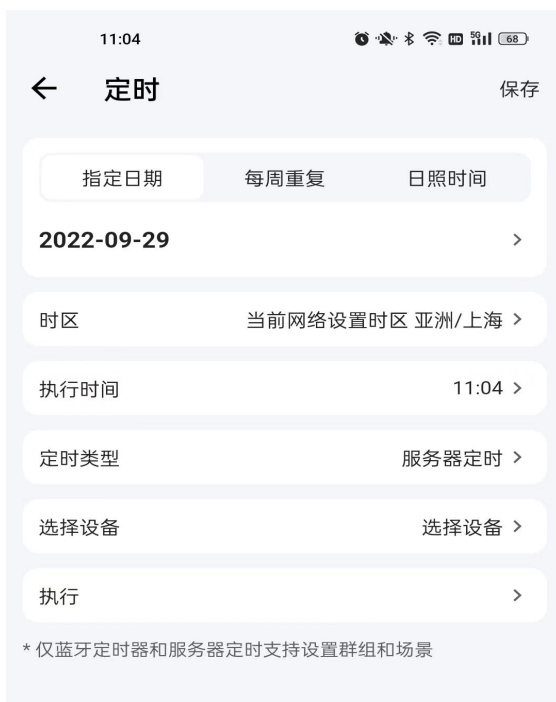 11:04 HD 5G 68
定时 保存
指定日期 每周重复 日照时间
2022-09-29
时区 当前网络设置时区 亚洲/上海
执行时间 11:04
定时类型 服务器定时
选择设备 选择设备
执行
* 仅蓝牙定时器和服务器定时支持设置群组和场景